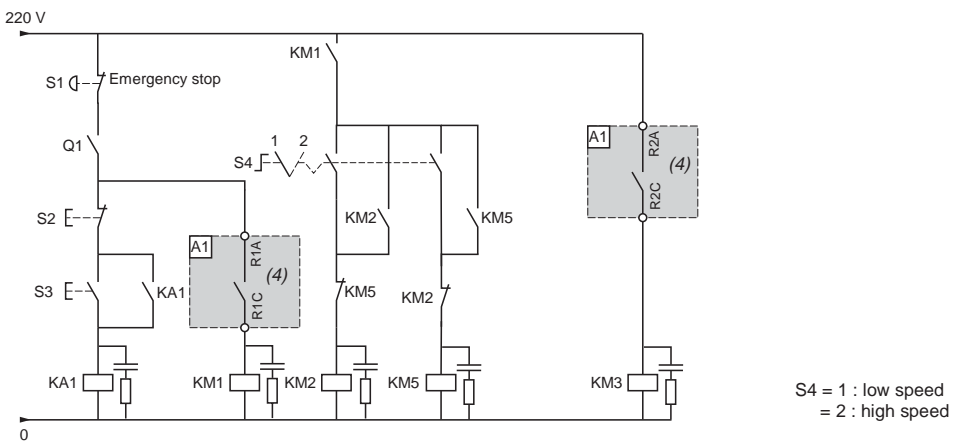 220 V
KM1
S1
Emergency stop
Q1
1
2
S4
A1
R2A
(4)
R2C
S2
KM2
KM5
A1
R1A
(4)
S3
KA1
R1C
KM5
KM2
KA1
KM1
KM2
KM5
KM3
S4 = 1 : low speed
= 2 : high speed
0